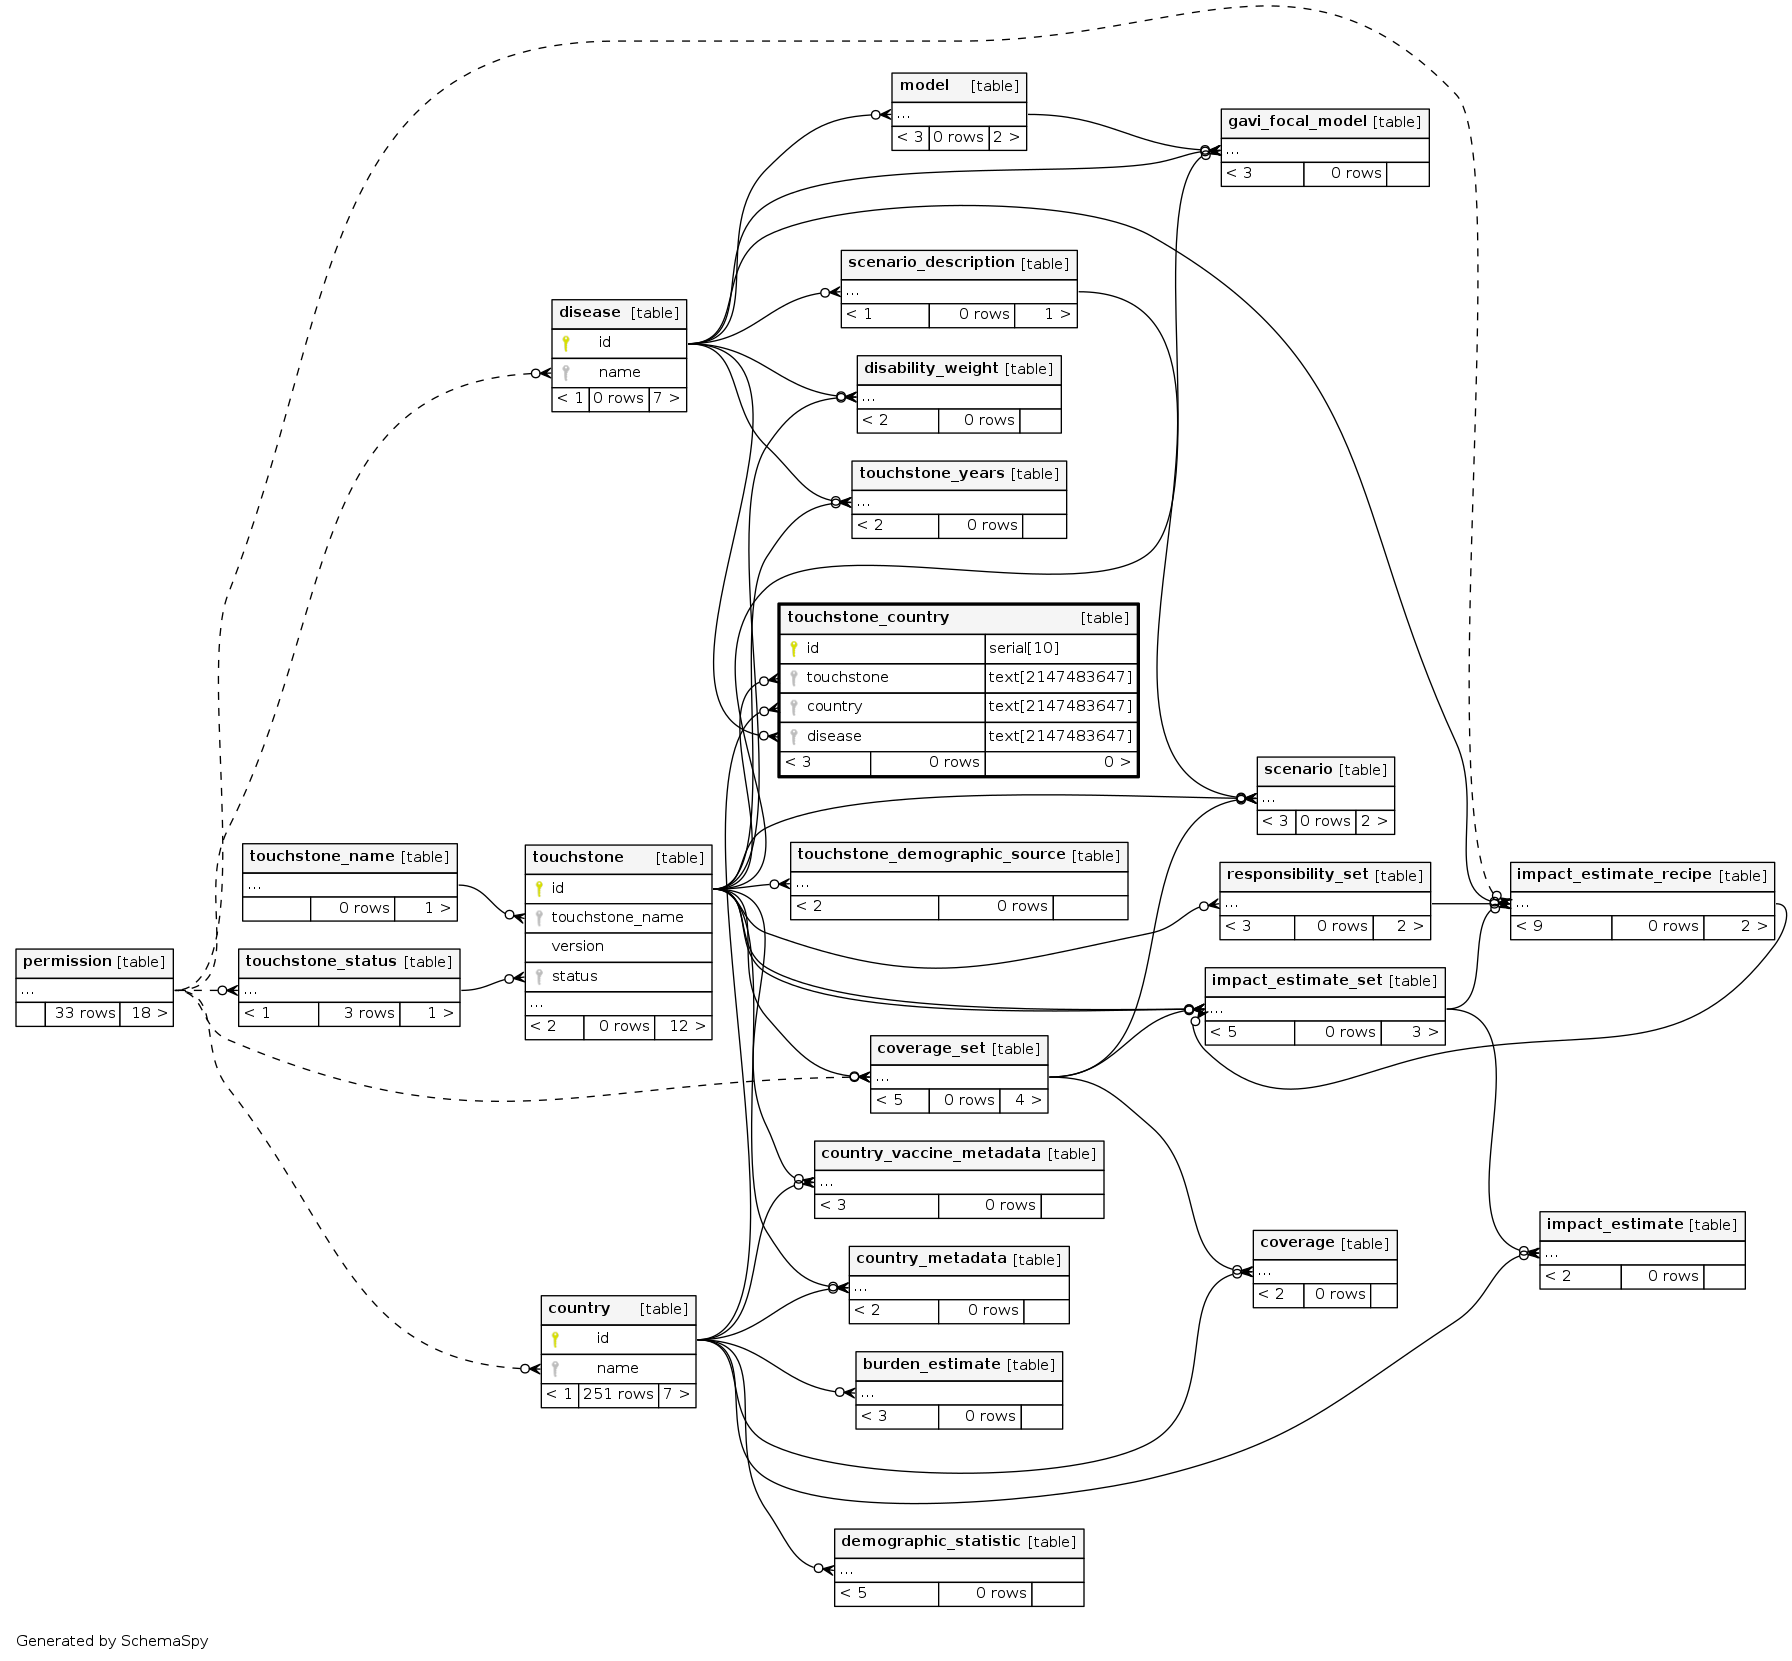 model [table]
...
< 3 0 rows 2 >
gavi_focal_model [table]
...
< 3 0 rows
scenario_description [table]
...
< 1 0 rows 1 >
disease [table]
id
name
< 1 0 rows 7 >
disability_weight [table]
...
< 2 0 rows
touchstone_years [table]
...
< 2 0 rows
touchstone_country [table]
id serial[10]
touchstone text[2147483647]
country text[2147483647]
disease text[2147483647]
< 3 0 rows 0 >
scenario [table]
...
< 3 0 rows 2 >
touchstone_name [table]
...
0 rows 1 >
touchstone [table]
id
touchstone_name
version
status
...
< 2 0 rows 12 >
touchstone_demographic_source [table]
...
< 2 0 rows
responsibility_set [table]
...
< 3 0 rows 2 >
impact_estimate_recipe [table]
...
< 9 0 rows 2 >
permission [table]
...
33 rows 18 >
touchstone_status [table]
...
< 1 3 rows 1 >
impact_estimate_set [table]
...
< 5 0 rows 3 >
coverage_set [table]
...
< 5 0 rows 4 >
country_vaccine_metadata [table]
...
< 3 0 rows
impact_estimate [table]
...
< 2 0 rows
coverage [table]
...
< 2 0 rows
country_metadata [table]
...
< 2 0 rows
country [table]
id
name
< 1 251 rows 7 >
burden_estimate [table]
...
< 3 0 rows
demographic_statistic [table]
...
< 5 0 rows
Generated by SchemaSpy